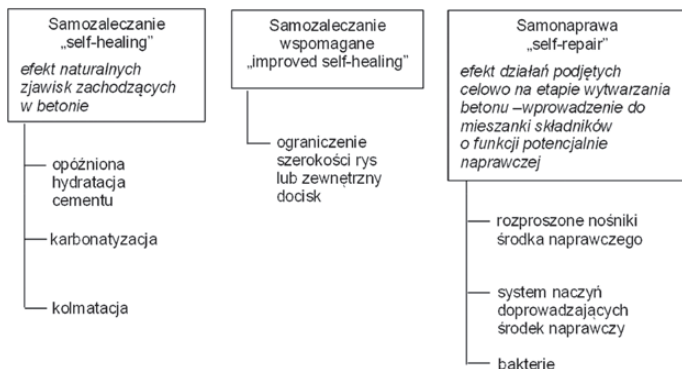 Samozaleczanie
„self-healing”
efekt naturalnych
zjawisk zachodzących
w betonie
opóźniona
hydratacja
cementu
karbonatyzacja
kolmatacja
Samozaleczanie
wspomagane
„improved self-healing”
ograniczenie
szerokości rys
lub zewnętrzny
docisk
Samonaprawa
„self-repair”
efekt działań podjętych
celowo na etapie wytwarzania
betonu –wprowadzenie do
mieszanki składników
o funkcji potencjalnie
naprawczej
rozproszone nośniki
środka naprawczego
system naczyń
doprowadzających
środek naprawczy
bakterie